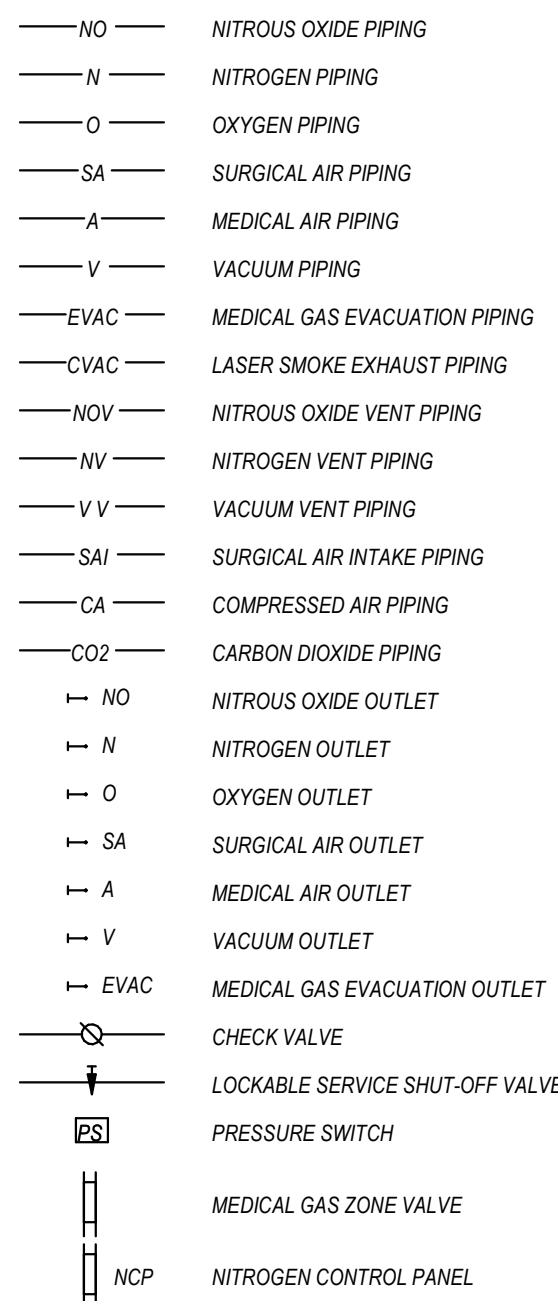 NO NITROUS OXIDE PIPING
N NITROGEN PIPING
O OXYGEN PIPING
SA SURGICAL AIR PIPING
A MEDICAL AIR PIPING
V VACUUM PIPING
EVAC MEDICAL GAS EVACUATION PIPING
CVAC LASER SMOKE EXHAUST PIPING
NOV NITROUS OXIDE VENT PIPING
NV NITROGEN VENT PIPING
V V VACUUM VENT PIPING
SAI SURGICAL AIR INTAKE PIPING
CA COMPRESSED AIR PIPING
CO2 CARBON DIOXIDE PIPING
NO NITROUS OXIDE OUTLET
N NITROGEN OUTLET
O OXYGEN OUTLET
SA SURGICAL AIR OUTLET
A MEDICAL AIR OUTLET
V VACUUM OUTLET
EVAC MEDICAL GAS EVACUATION OUTLET
CHECK VALVE
LOCKABLE SERVICE SHUT-OFF VALVE
PS PRESSURE SWITCH
MEDICAL GAS ZONE VALVE
NCP NITROGEN CONTROL PANEL